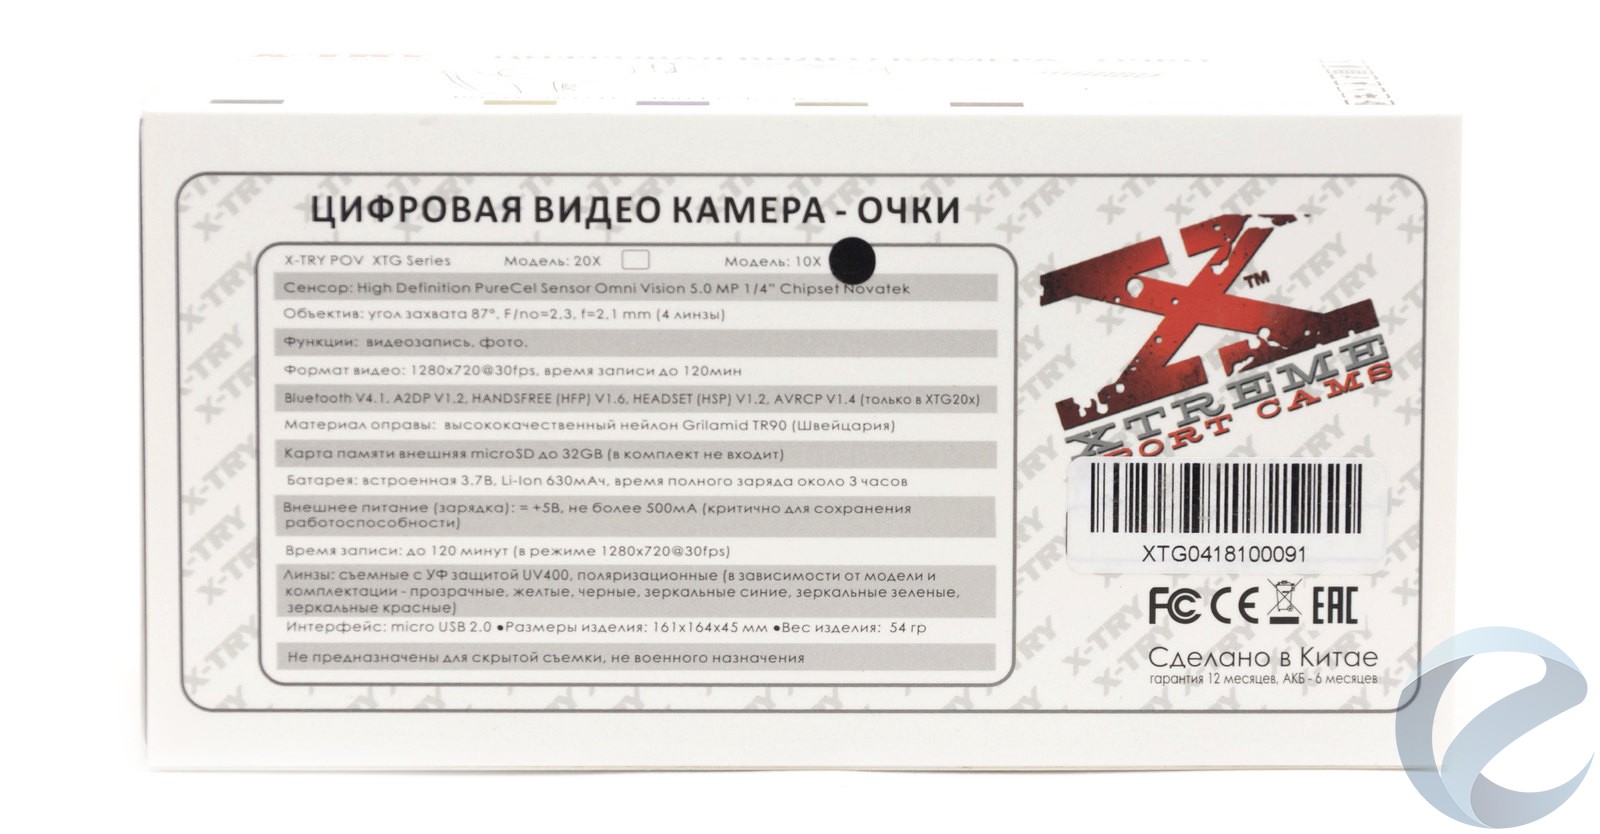 ЦИФРОВАЯ ВИДЕО КАМЕРА - ОЧКИ
X-TRY POV XTG Series Модель: 20X Модель: 10X
Сенсор: High Definition PureCel Sensor Omni Vision 5.0 MP 1/4" Chipset Novatek
Объектив: угол захвата 87°, F/no=2,3, f=2,1 mm (4 линзы)
Функции: видеозапись, фото.
Формат видео: 1280x720@30fps, время записи до 120мин
Bluetooth V4.1, A2DP V1.2, HANDSFREE (HFP) V1.6, HEADSET (HSP) V1.2, AVRCP V1.4 (только в XTG20x)
Материал оправы: высококачественный нейлон Grilamid TR90 (Швейцария)
Карта памяти внешняя microSD до 32GB (в комплект не входит)
Батарея: встроенная 3.7В, Li-Ion 630мАч, время полного заряда около 3 часов
Внешнее питание (зарядка): = +5В, не более 500мА (критично для сохранения
работоспособности)
Время записи: до 120 минут (в режиме 1280x720@30fps)
Линзы: съемные с УФ защитой UV400, поляризационные (в зависимости от модели и
комплектации - прозрачные, желтые, черные, зеркальные синие, зеркальные зеленые,
зеркальные красные)
Интерфейс: micro USB 2.0 ●Размеры изделия: 161x164x45 мм ●Вес изделия: 54 гр
Не предназначены для скрытой съемки, не военного назначения
X TM
XTREME
PORT CAMS
XTG0418100091
FC CE EAC
Сделано в Китае
гарантия 12 месяцев, АКБ - 6 месяцев